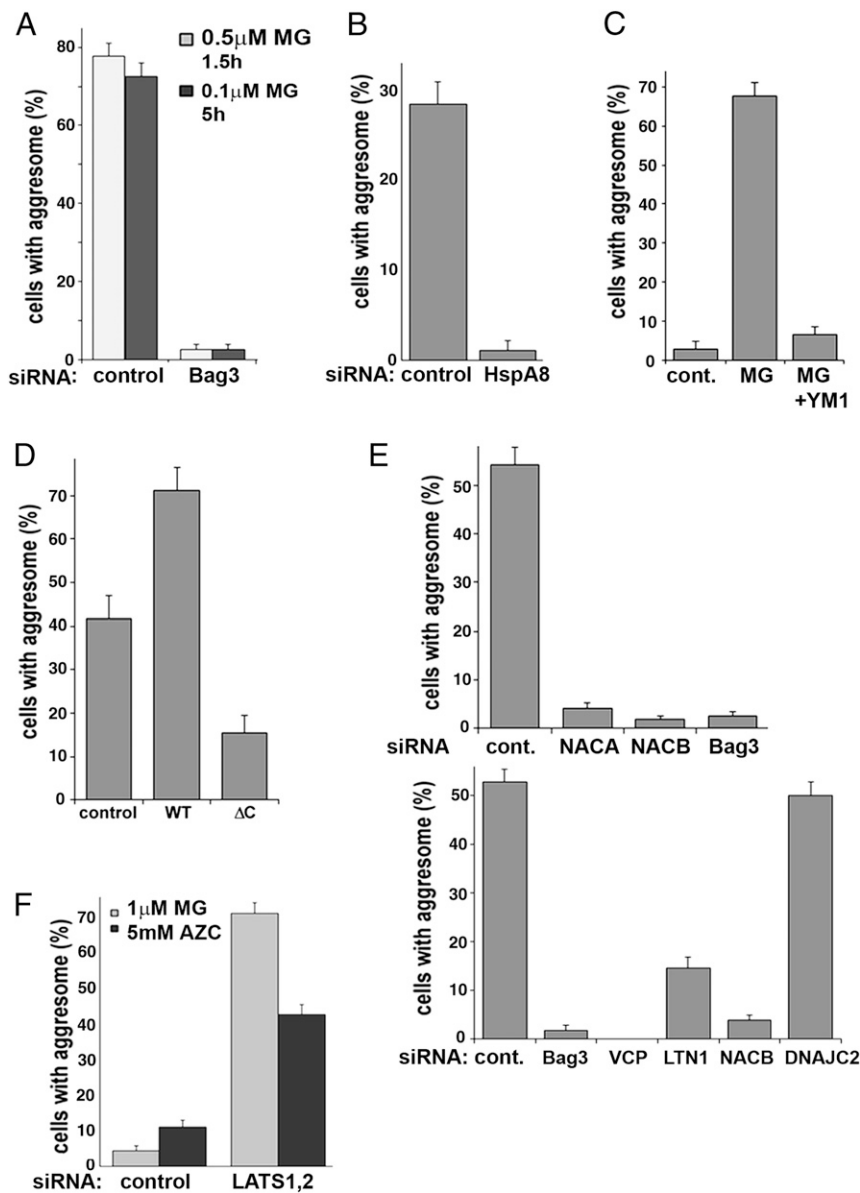 A
cells with aggresome (%)
80
60
40
20
0
0.5μM MG
1.5h
0.1μM MG
5h
siRNA: control Bag3
B
cells with aggresome (%)
30
20
10
0
siRNA: control HspA8
C
cells with aggresome (%)
70
60
50
40
30
20
10
0
cont. MG MG
+YM1
D
cells with aggresome (%)
70
60
50
40
30
20
10
0
control WT ΔC
E
cells with aggresome (%)
50
40
30
20
10
0
siRNA cont. NACA NACB Bag3
cells with aggresome (%)
50
40
30
20
10
0
siRNA: cont. Bag3 VCP LTN1 NACB DNAJC2
F
cells with aggresome (%)
70
60
50
40
30
20
10
0
1μM MG
5mM AZC
siRNA: control LATS1,2